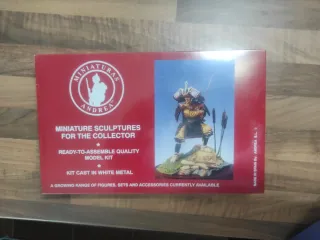 MINIATURAS
ANDREA
MINIATURE SCULPTURES
FOR THE COLLECTOR
★
READY-TO-ASSEMBLE QUALITY
MODEL KIT
★
KIT CAST IN WHITE METAL
A GROWING RANGE OF FIGURES, SETS AND ACCESSORIES CURRENTLY AVAILABLE